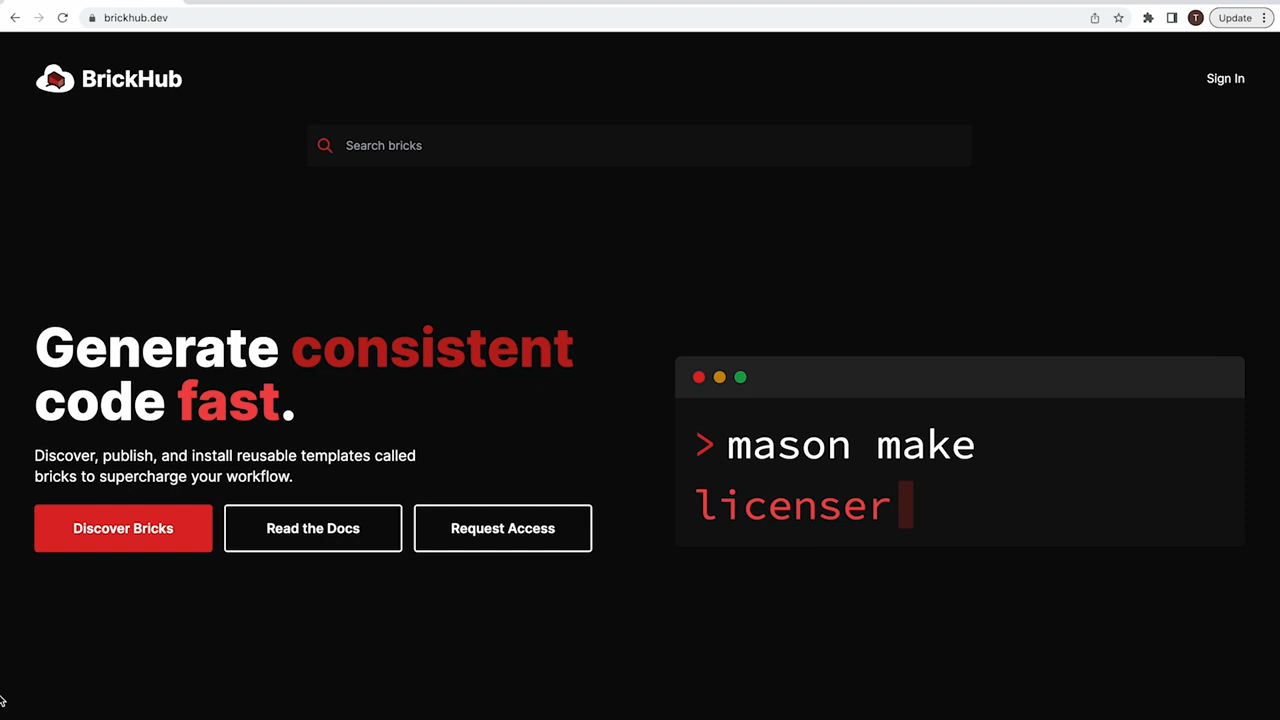 brickhub.dev
T
Update
BrickHub
Sign In
Search bricks
Generate consistent
code fast.
Discover, publish, and install reusable templates called
bricks to supercharge your workflow.
Discover Bricks
Read the Docs
Request Access
> mason make
licenser